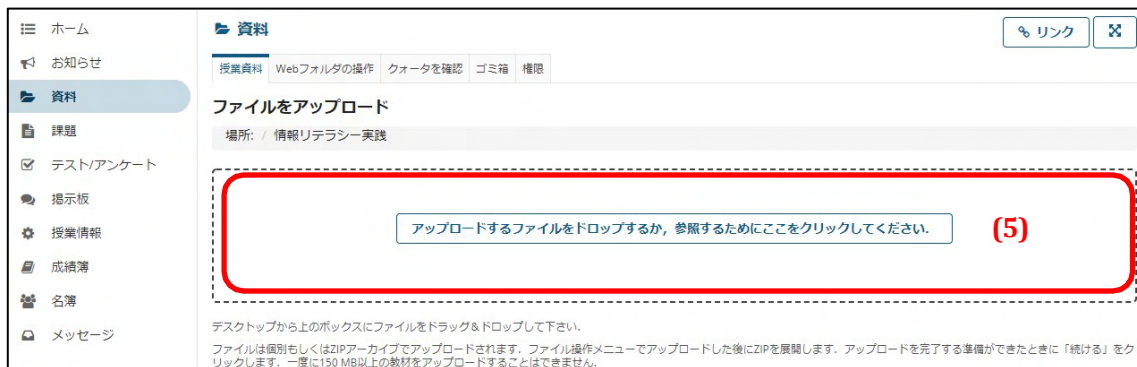 ホーム
お知らせ
資料
課題
テスト/アンケート
掲示板
授業情報
成績簿
名簿
メッセージ
資料
リンク
授業資料 Webフォルダの操作 クォータを確認 ゴミ箱 権限
ファイルをアップロード
場所: / 情報リテラシー実践
アップロードするファイルをドロップするか，参照するためにここをクリックしてください．
(5)
デスクトップから上のボックスにファイルをドラッグ&ドロップして下さい．
ファイルは個別もしくはZIPアーカイブでアップロードされます．ファイル操作メニューでアップロードした後にZIPを展開します．アップロードを完了する準備ができたときに「続ける」をク
リックします．一度に150 MB以上の教材をアップロードすることはできません．